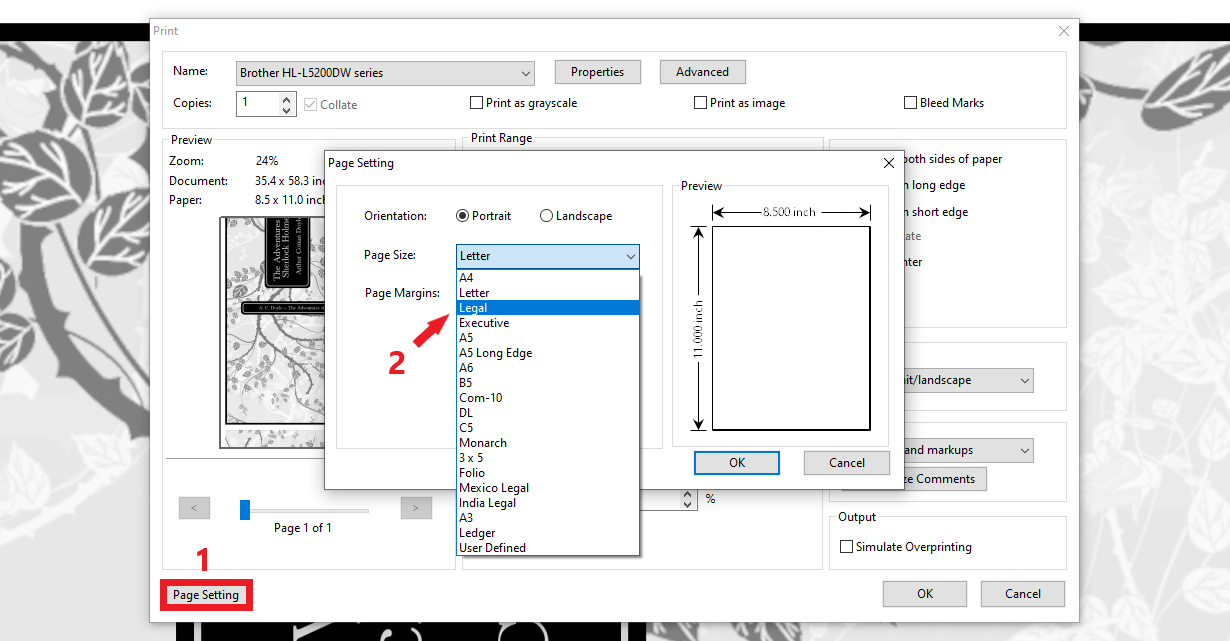 Print
Name:
Brother HL-L5200DW series
Properties
Advanced
Copies:
1
Collate
Print as grayscale
Print as image
Bleed Marks
Preview
Zoom:
24%
Document:
35.4 x 58.3 in
Paper:
8.5 x 11.0 inch
The Adventures
Sherlock Holme
Arthur Conan Doyle
A. C. Doyle – The Adventures of
<
>
Page 1 of 1
1
Page Setting
Print Range
Page Setting
Orientation:
Portrait
Landscape
Page Size:
Letter
Page Margins:
A4
Letter
Legal
Executive
A5
A5 Long Edge
A6
B5
Com-10
DL
C5
Monarch
3 x 5
Folio
Mexico Legal
India Legal
A3
Ledger
User Defined
2
Preview
8.500 inch
11.000 inch
OK
Cancel
%
both sides of paper
n long edge
n short edge
ate
nter
it/landscape
and markups
ze Comments
Output
Simulate Overprinting
OK
Cancel